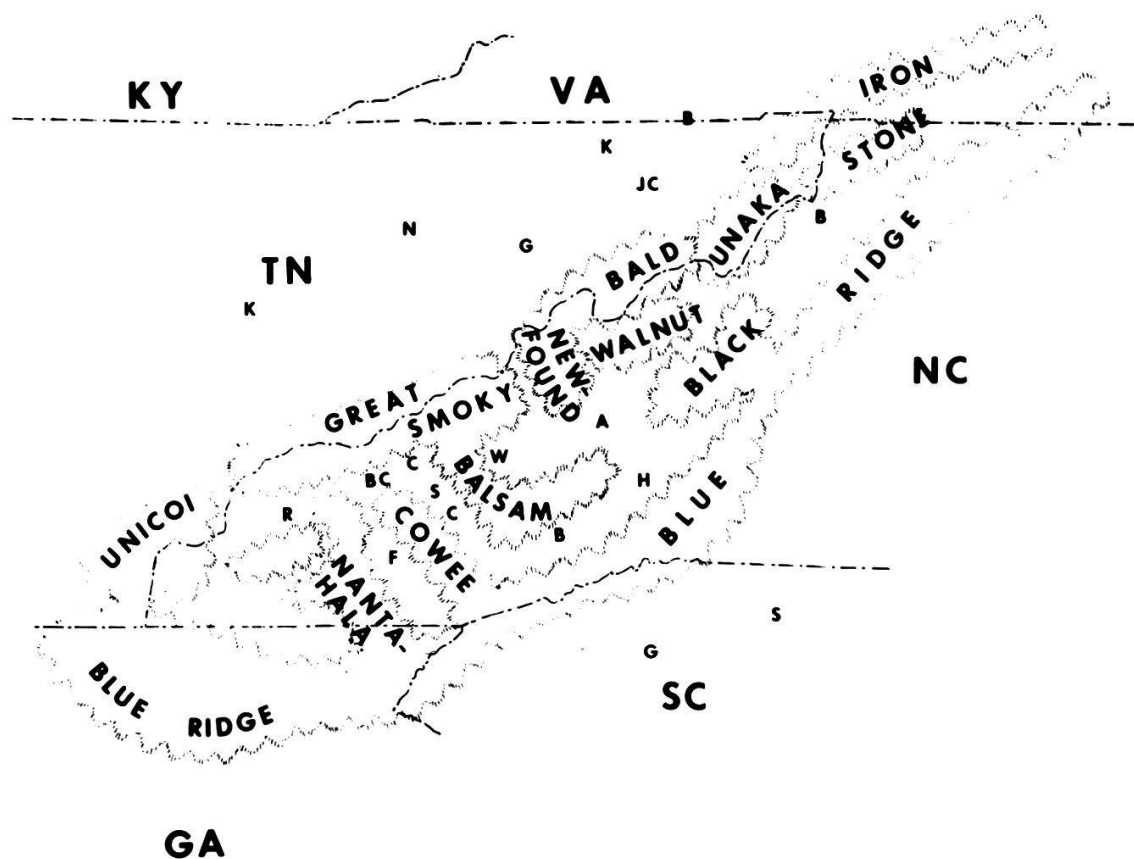 IRON
KY
VA
B
STONE
K
JC
UNAKA
B
N
G
RIDGE
TN
BALD
K
NEW-
FOUND
WALNUT
BLACK
NC
GREAT
SMOKY
A
C
W
BC
S
BALSAM
H
R
C
COWEE
BLUE
UNICOI
B
F
NANTA-
HALA
S
G
BLUE
RIDGE
SC
GA